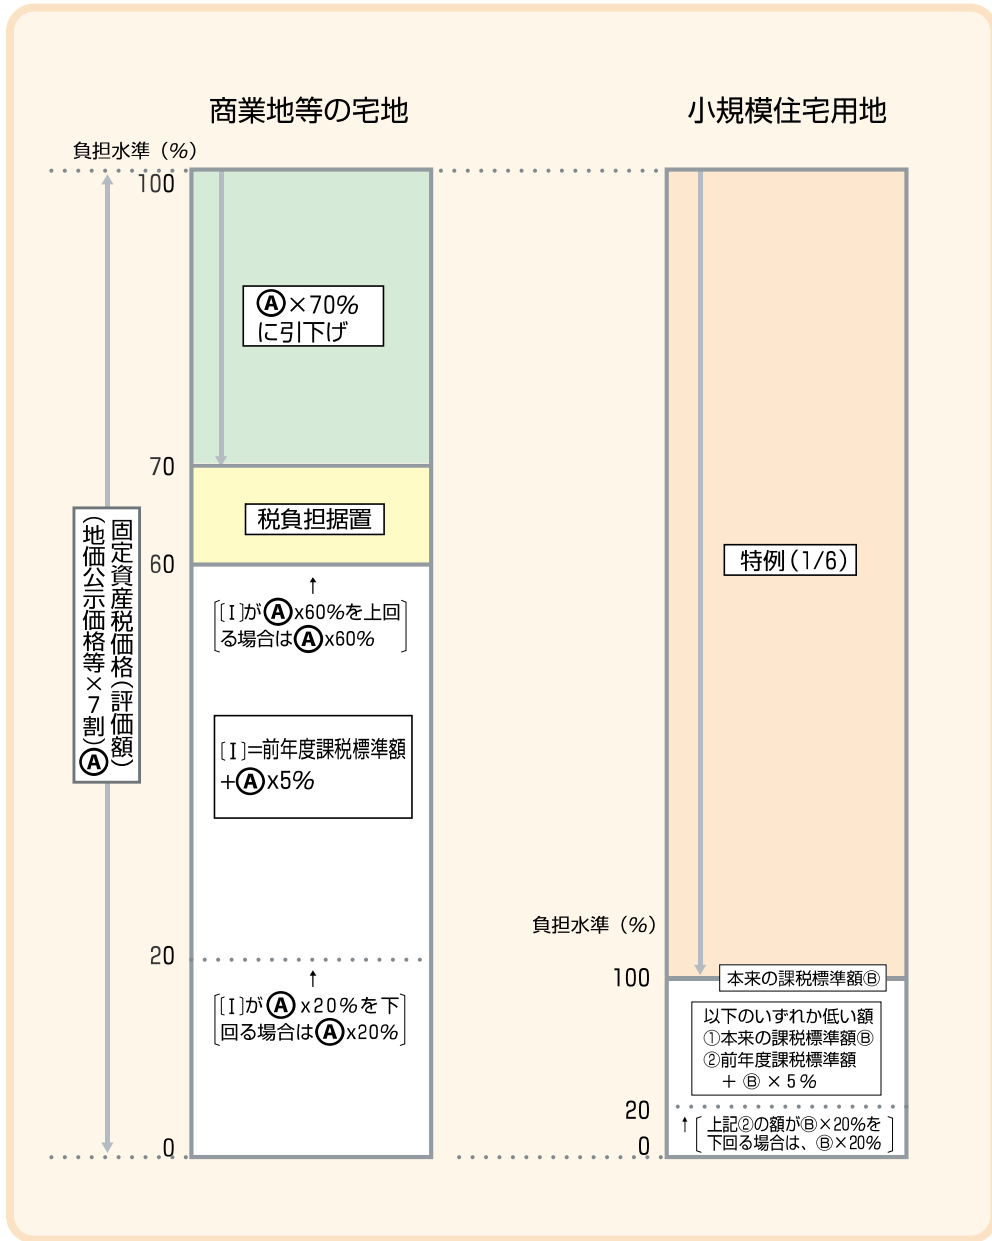 商業地等の宅地
負担水準（%）
100
Ⓐ×70%
に引下げ
70
税負担据置
60
↑
[[I]がⒶx60%を上回
る場合はⒶx60%]
固定資産税価格(評価額)
(地価公示価格等×7割)Ⓐ
[I]=前年度課税標準額
+Ⓐx5%
20
↑
[[I]がⒶx20%を下
回る場合はⒶx20%]
0
小規模住宅用地
特例(1/6)
負担水準（%）
100
本来の課税標準額Ⓑ
以下のいずれか低い額
①本来の課税標準額Ⓑ
②前年度課税標準額
+ Ⓑ × 5%
20
↑[上記②の額がⒷ×20%を
下回る場合は、Ⓑ×20%]
0